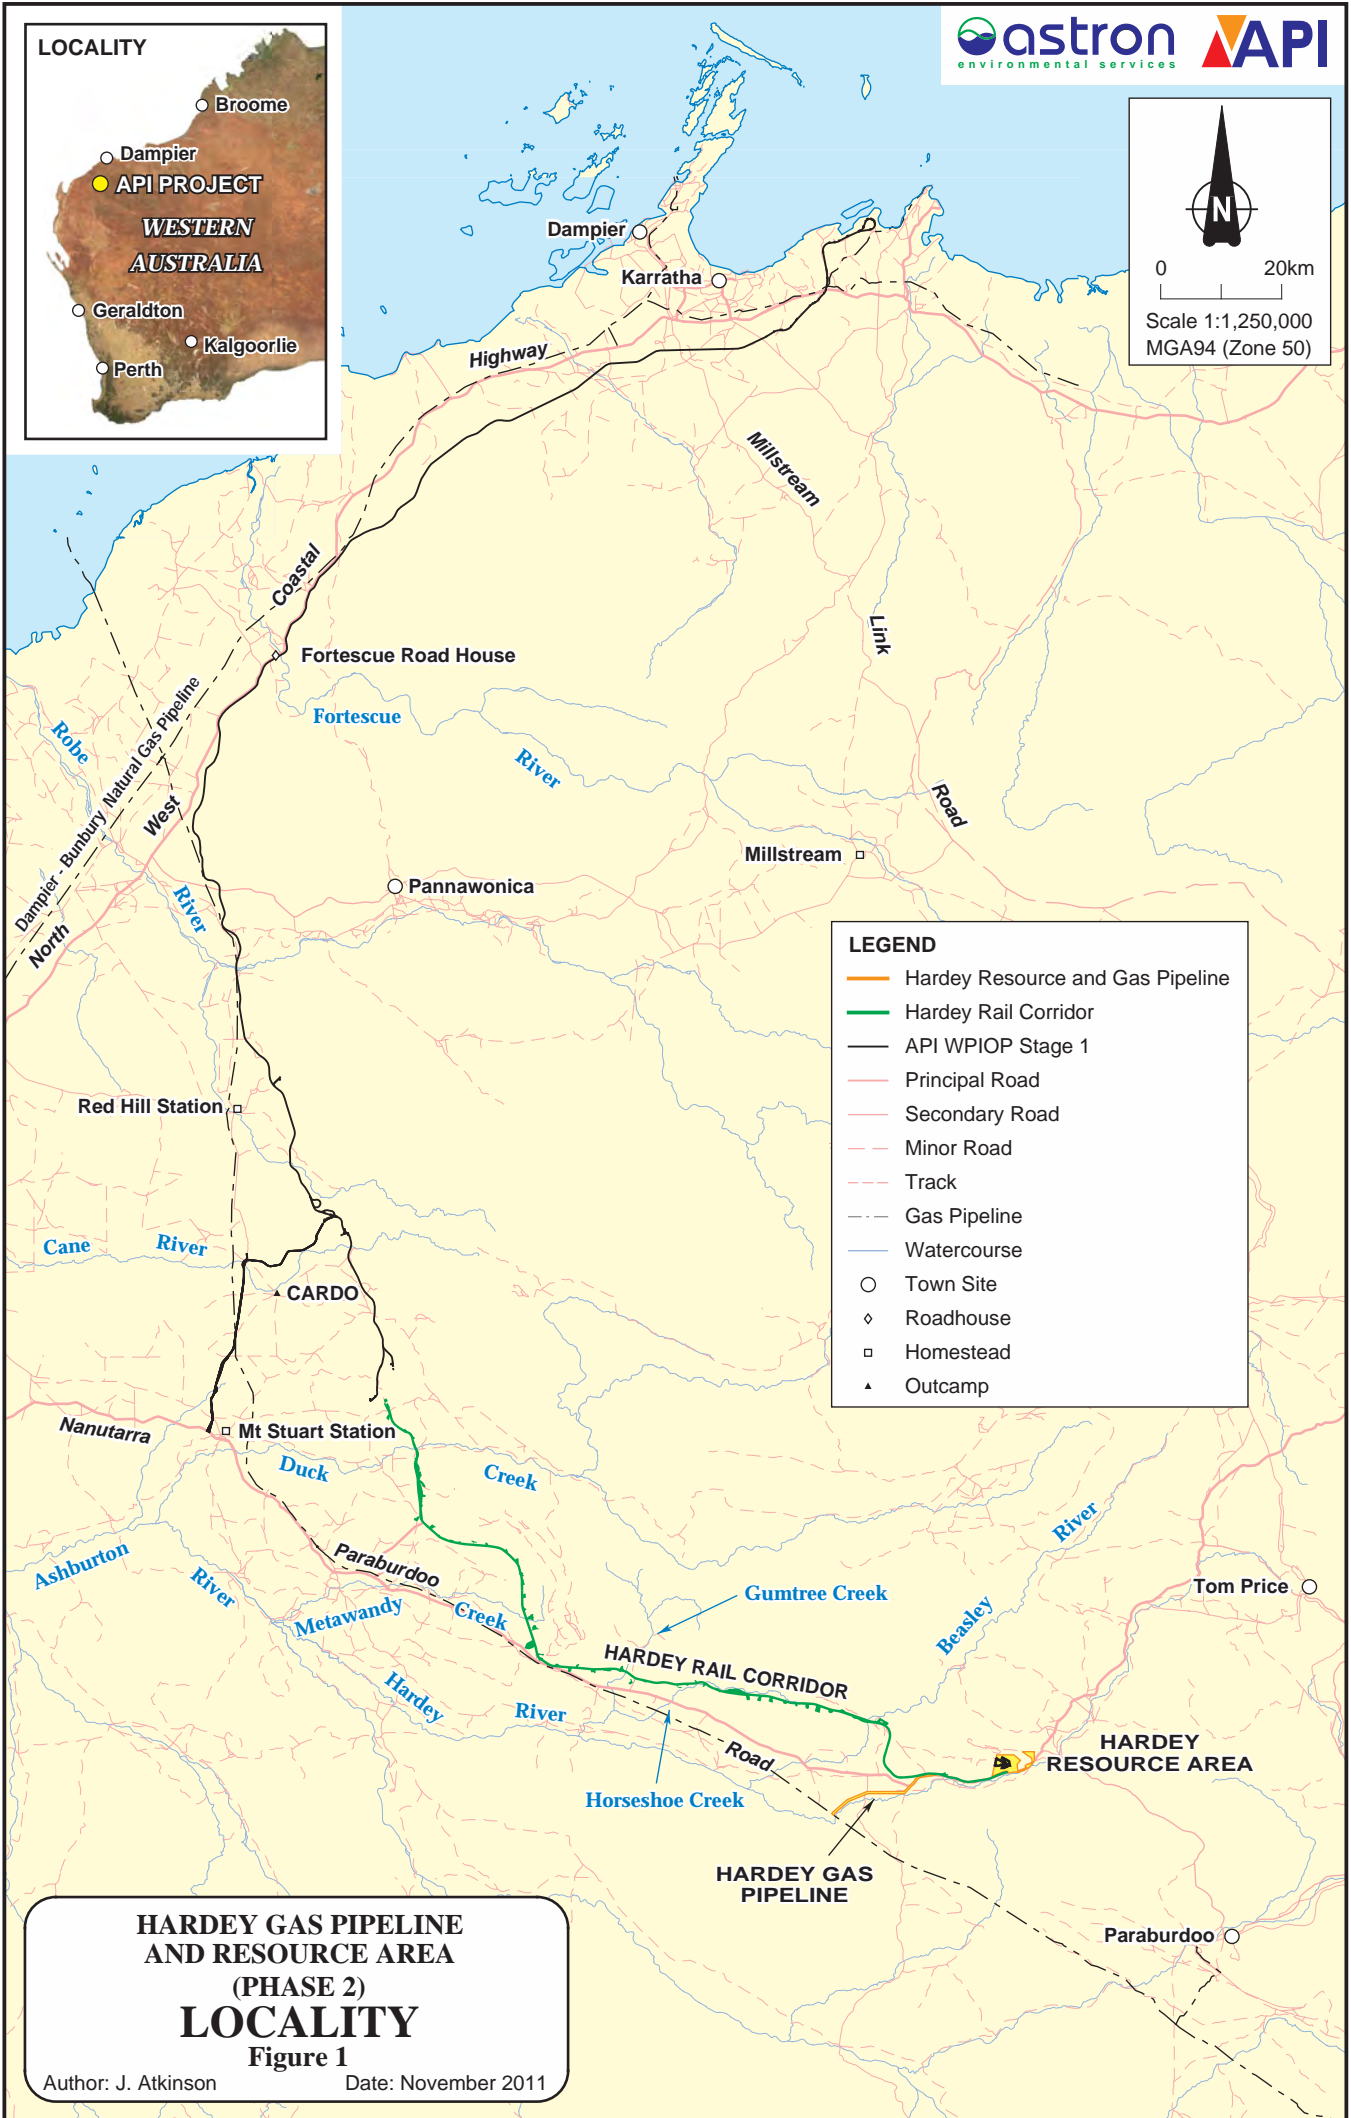 LOCALITY
Broome
Dampier
API PROJECT
WESTERN
AUSTRALIA
Geraldton
Kalgoorlie
Perth
astron
environmental services
API
N
0 20km
Scale 1:1,250,000
MGA94 (Zone 50)
Dampier
Karratha
Highway
Millstream
Coastal
Link
Fortescue Road House
Fortescue
River
Robe
Dampier - Bunbury Natural Gas Pipeline
West
Road
Millstream
Pannawonica
River
North
LEGEND
Hardey Resource and Gas Pipeline
Hardey Rail Corridor
API WPIOP Stage 1
Principal Road
Secondary Road
Minor Road
Track
Gas Pipeline
Watercourse
Town Site
Roadhouse
Homestead
Outcamp
Red Hill Station
Cane River
CARDO
Nanutarra
Mt Stuart Station
Duck Creek
River
Ashburton
River
Paraburdoo
Metawandy Creek
Gumtree Creek
Tom Price
Beasley
HARDEY RAIL CORRIDOR
Hardey River
Road
HARDEY
RESOURCE AREA
Horseshoe Creek
HARDEY GAS
PIPELINE
Paraburdoo
HARDEY GAS PIPELINE
AND RESOURCE AREA
(PHASE 2)
LOCALITY
Figure 1
Author: J. Atkinson Date: November 2011